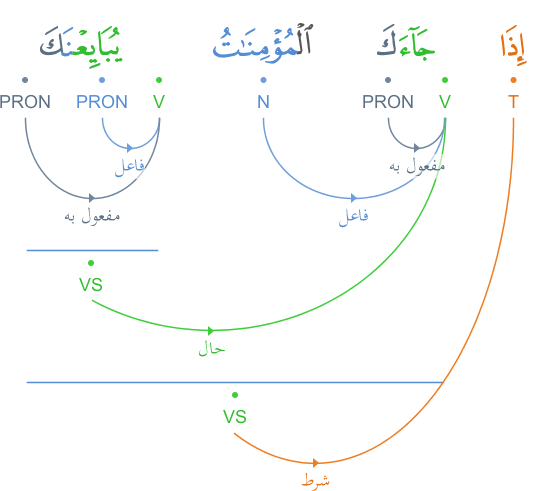 إِذَا جَآءَكَ ٱلْمُؤْمِنَـٰتُ يُبَايِعْنَكَ
T V PRON N V PRON PRON
مفعول به فاعل
فاعل مفعول به
VS
حال
VS
شرط